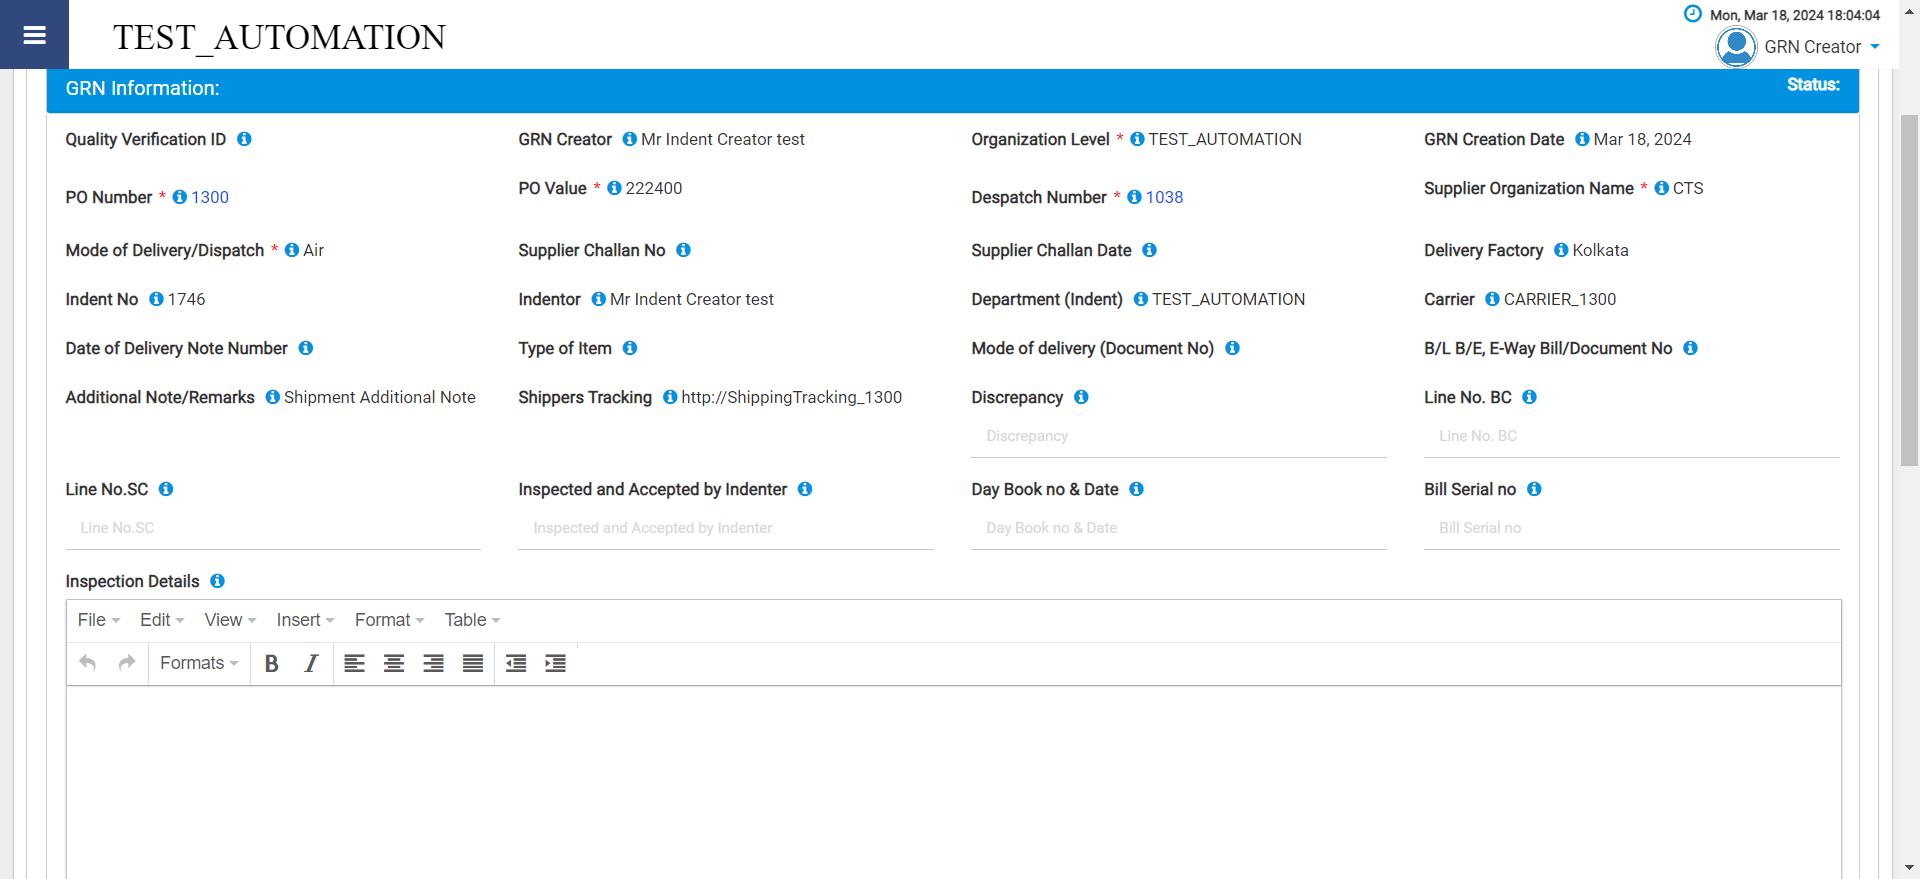 TEST_AUTOMATION
Mon, Mar 18, 2024 18:04:04
GRN Creator
GRN Information:
Status:
Quality Verification ID
GRN Creator Mr Indent Creator test
Organization Level * TEST_AUTOMATION
GRN Creation Date Mar 18, 2024
PO Number * 1300
PO Value * 222400
Despatch Number * 1038
Supplier Organization Name * CTS
Mode of Delivery/Dispatch * Air
Supplier Challan No
Supplier Challan Date
Delivery Factory Kolkata
Indent No 1746
Indentor Mr Indent Creator test
Department (Indent) TEST_AUTOMATION
Carrier CARRIER_1300
Date of Delivery Note Number
Type of Item
Mode of delivery (Document No)
B/L B/E, E-Way Bill/Document No
Additional Note/Remarks Shipment Additional Note
Shippers Tracking http://ShippingTracking_1300
Discrepancy
Line No. BC
Discrepancy
Line No. BC
Line No.SC
Inspected and Accepted by Indenter
Day Book no & Date
Bill Serial no
Line No.SC
Inspected and Accepted by Indenter
Day Book no & Date
Bill Serial no
Inspection Details
File Edit View Insert Format Table
Formats B I